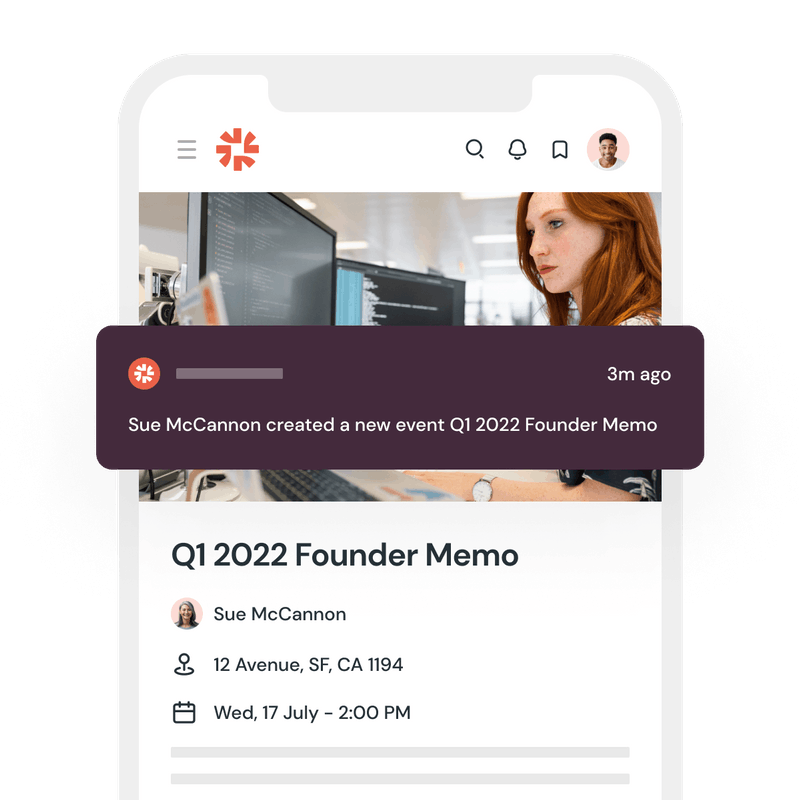 3m ago
Sue McCannon created a new event Q1 2022 Founder Memo
Q1 2022 Founder Memo
Sue McCannon
12 Avenue, SF, CA 1194
Wed, 17 July - 2:00 PM